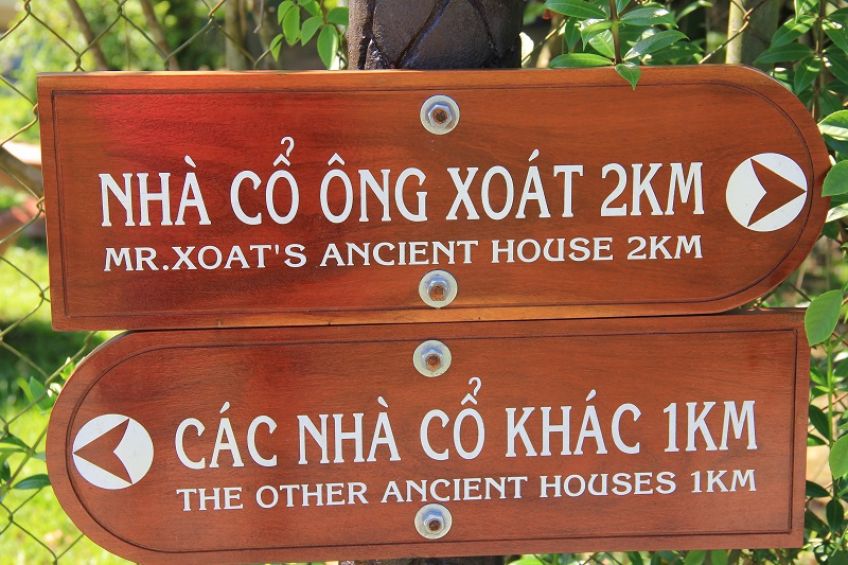 NHÀ CỔ ÔNG XOÁT 2KM
MR.XOAT'S ANCIENT HOUSE 2KM
CÁC NHÀ CỔ KHÁC 1KM
THE OTHER ANCIENT HOUSES 1KM